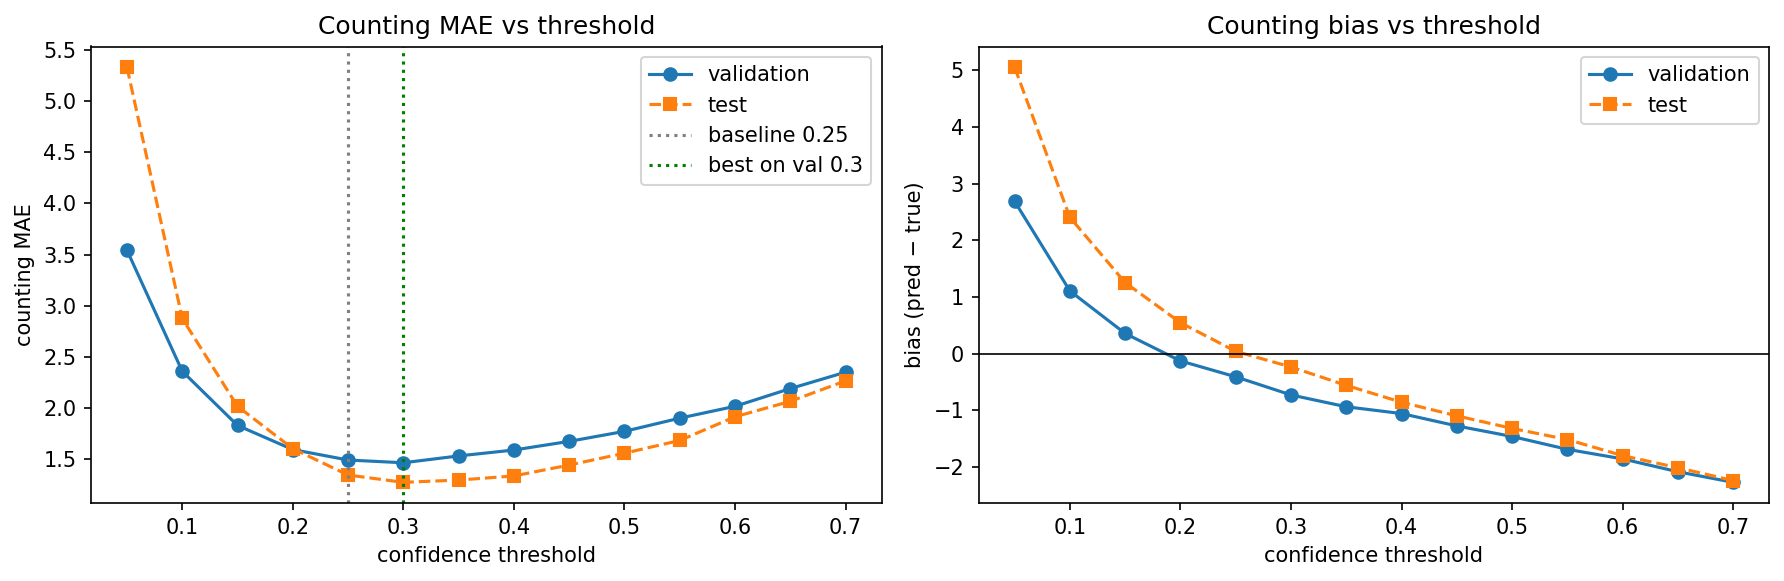 Counting MAE vs threshold
counting MAE
5.5
5.0
4.5
4.0
3.5
3.0
2.5
2.0
1.5
validation
test
baseline 0.25
best on val 0.3
0.1 0.2 0.3 0.4 0.5 0.6 0.7
confidence threshold
Counting bias vs threshold
bias (pred − true)
5
4
3
2
1
0
−1
−2
validation
test
0.1 0.2 0.3 0.4 0.5 0.6 0.7
confidence threshold